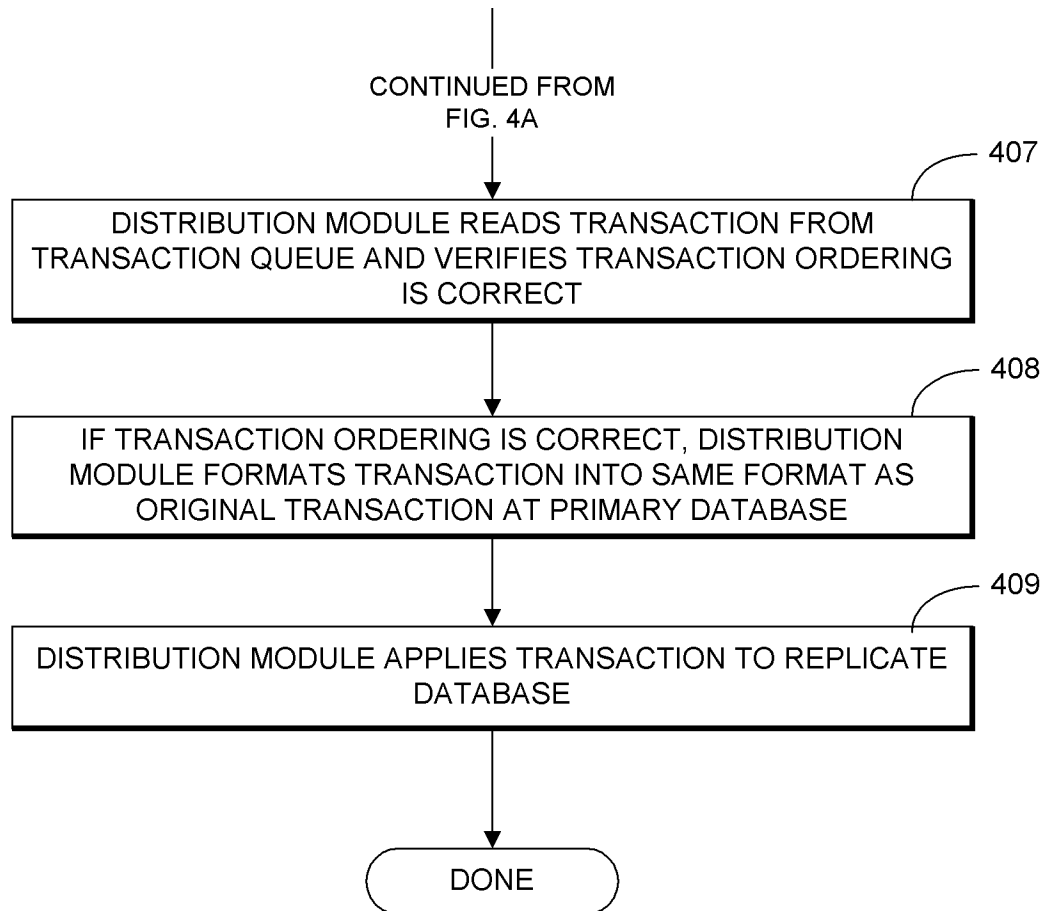 CONTINUED FROM
FIG. 4A
407
DISTRIBUTION MODULE READS TRANSACTION FROM
TRANSACTION QUEUE AND VERIFIES TRANSACTION ORDERING
IS CORRECT
408
IF TRANSACTION ORDERING IS CORRECT, DISTRIBUTION
MODULE FORMATS TRANSACTION INTO SAME FORMAT AS
ORIGINAL TRANSACTION AT PRIMARY DATABASE
409
DISTRIBUTION MODULE APPLIES TRANSACTION TO REPLICATE
DATABASE
DONE